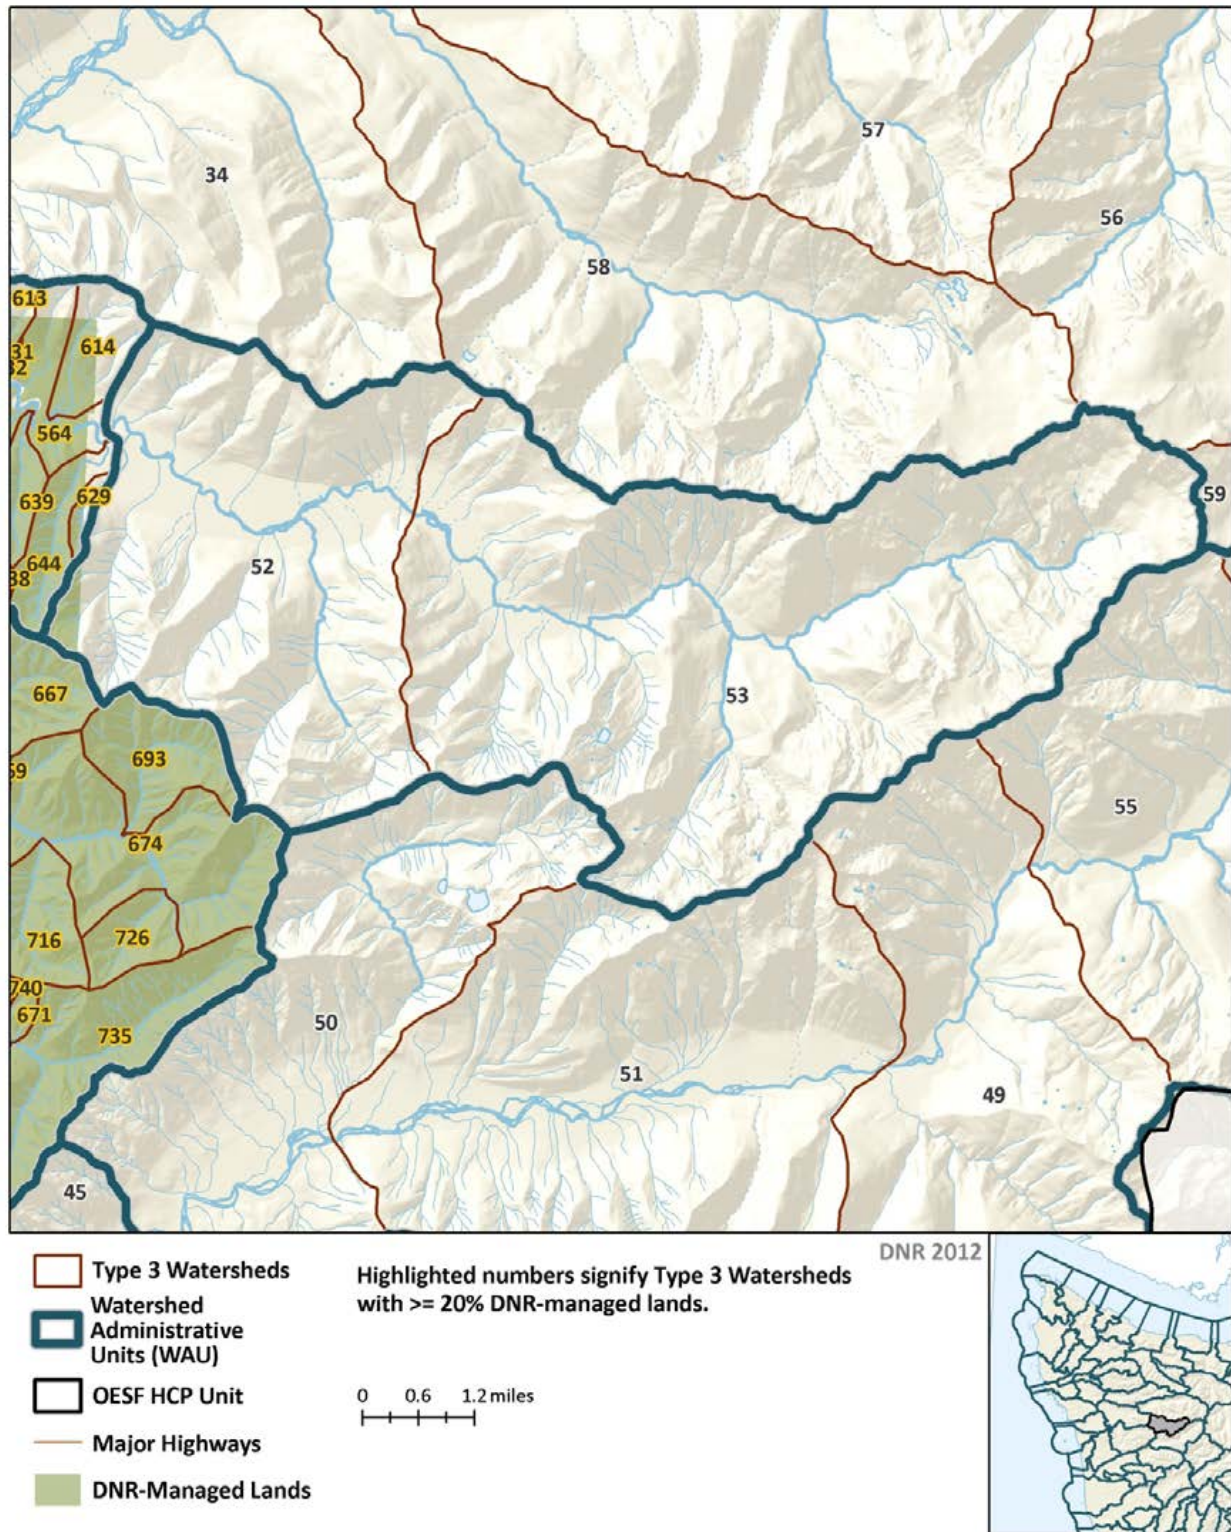 57
34
56
58
613
614
31
32
564
59
639
629
52
644
38
667
53
693
69
55
674
716
726
740
671
50
735
51
49
45
DNR 2012
Type 3 Watersheds
Watershed
Administrative
Units (WAU)
OESF HCP Unit
Major Highways
DNR-Managed Lands
Highlighted numbers signify Type 3 Watersheds
with >= 20% DNR-managed lands.
0 0.6 1.2 miles